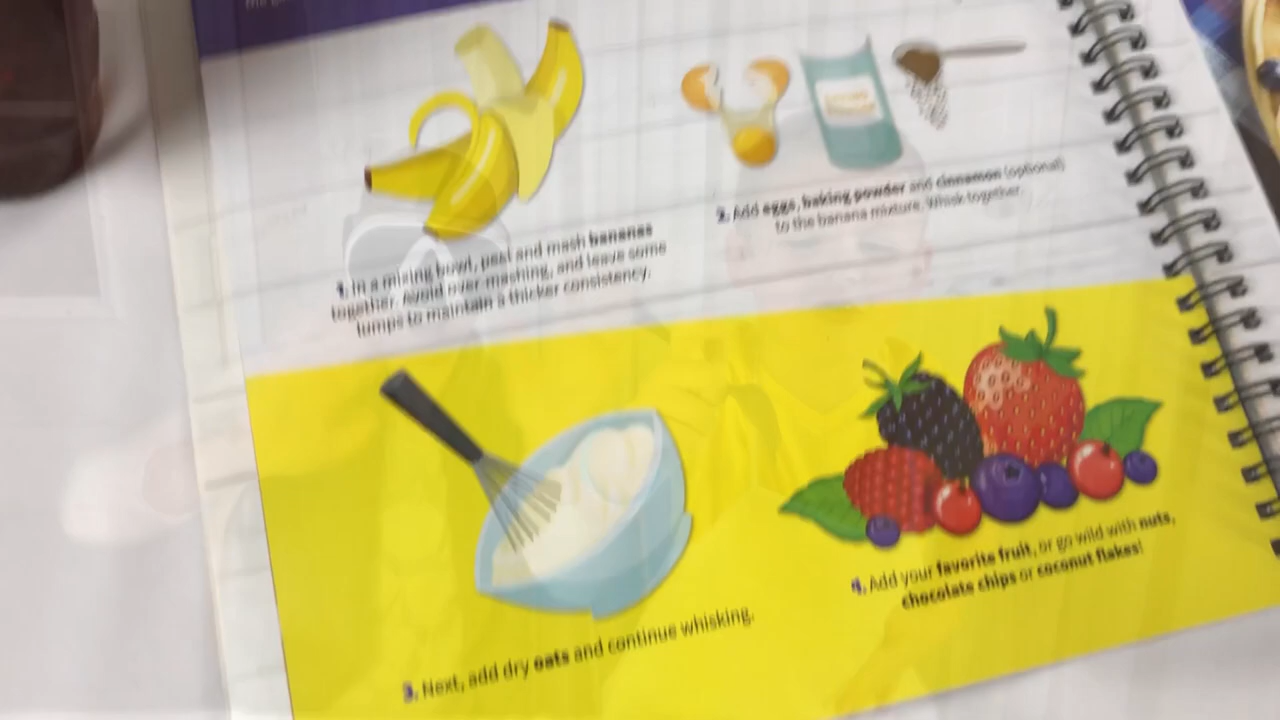 1. In a mixing bowl, peel and mash bananas
together. Avoid over mashing, and leave some
lumps to maintain a thicker consistency.
2. Add eggs, baking powder and cinnamon (optional)
to the banana mixture. Whisk together.
3. Next, add dry oats and continue whisking.
4. Add your favorite fruit, or go wild with nuts,
chocolate chips or coconut flakes!